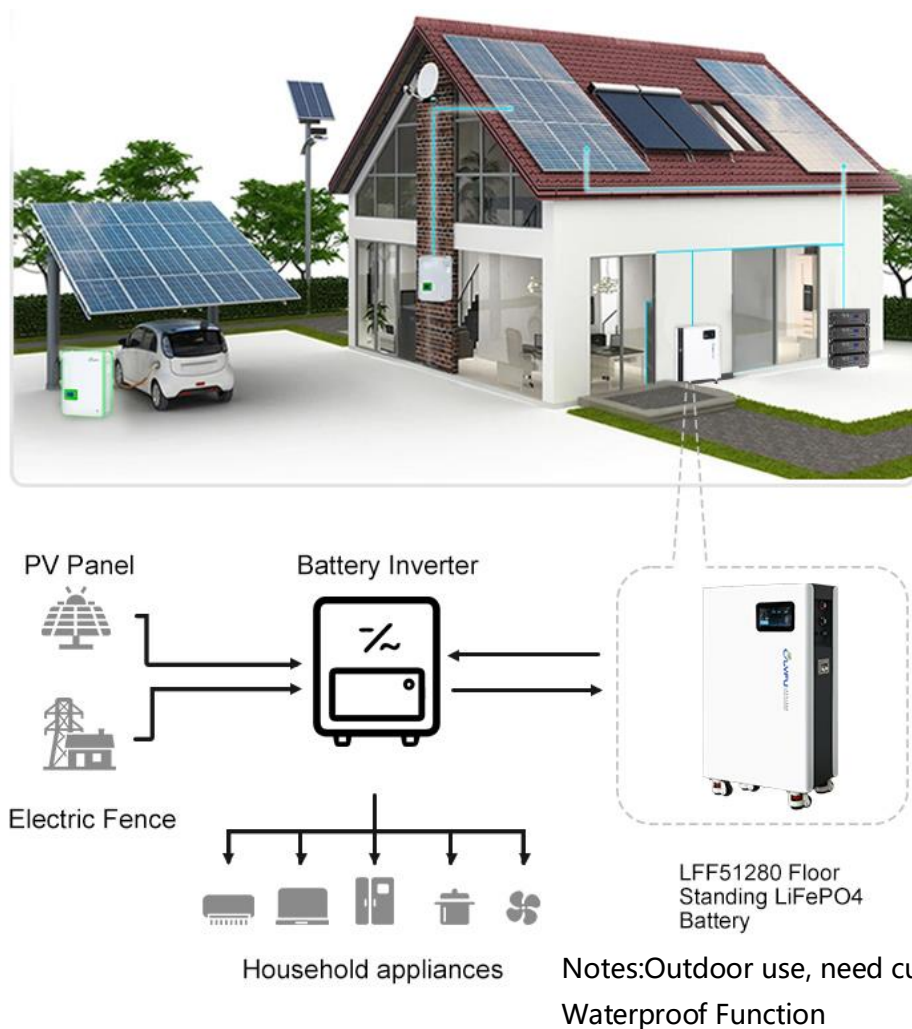 PV Panel
Battery Inverter
Electric Fence
LFF51280 Floor
Standing LiFePO4
Battery
Household appliances
Notes:Outdoor use, need cu
Waterproof Function